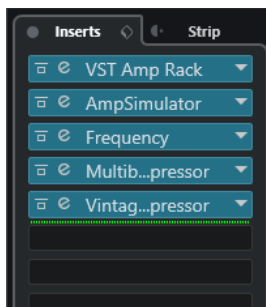 Inserts Strip
VST Amp Rack
AmpSimulator
Frequency
Multib...pressor
Vintag...pressor